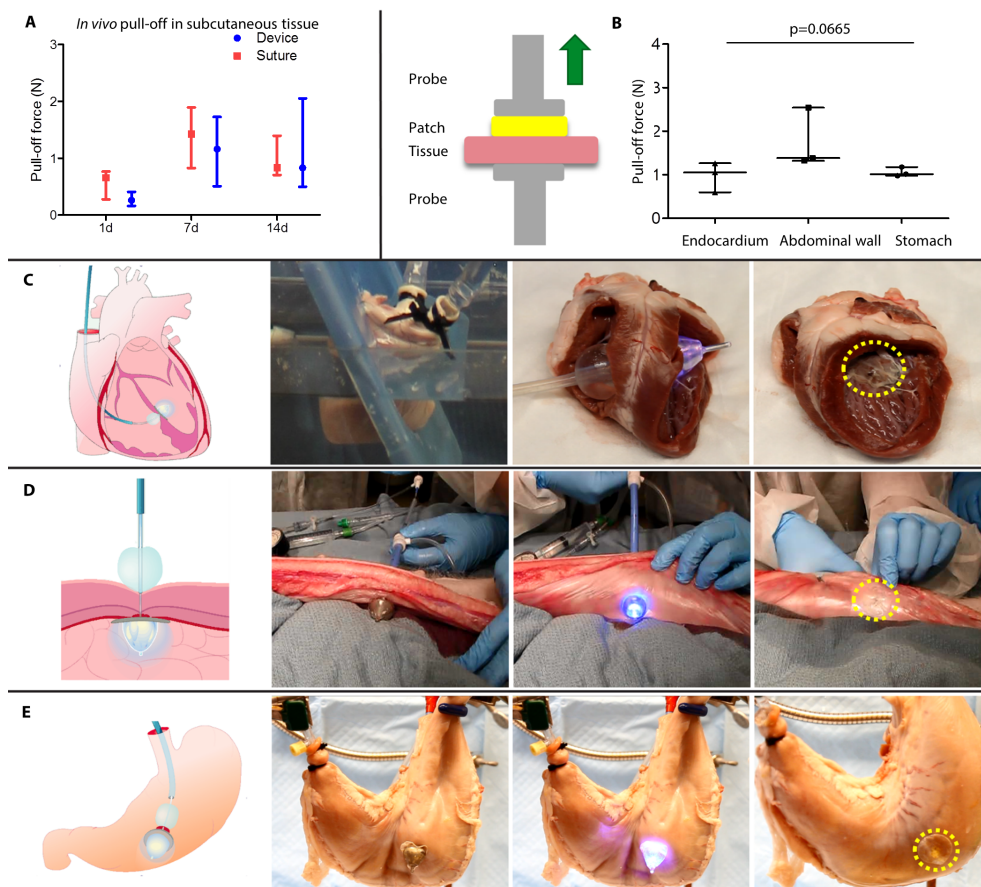 A
In vivo pull-off in subcutaneous tissue
Device
Suture
Pull-off force (N)
3
2
1
0
1d
7d
14d
Probe
Patch
Tissue
Probe
B
p=0.0665
Pull-off force (N)
4
3
2
1
0
Endocardium
Abdominal wall
Stomach
C
D
E